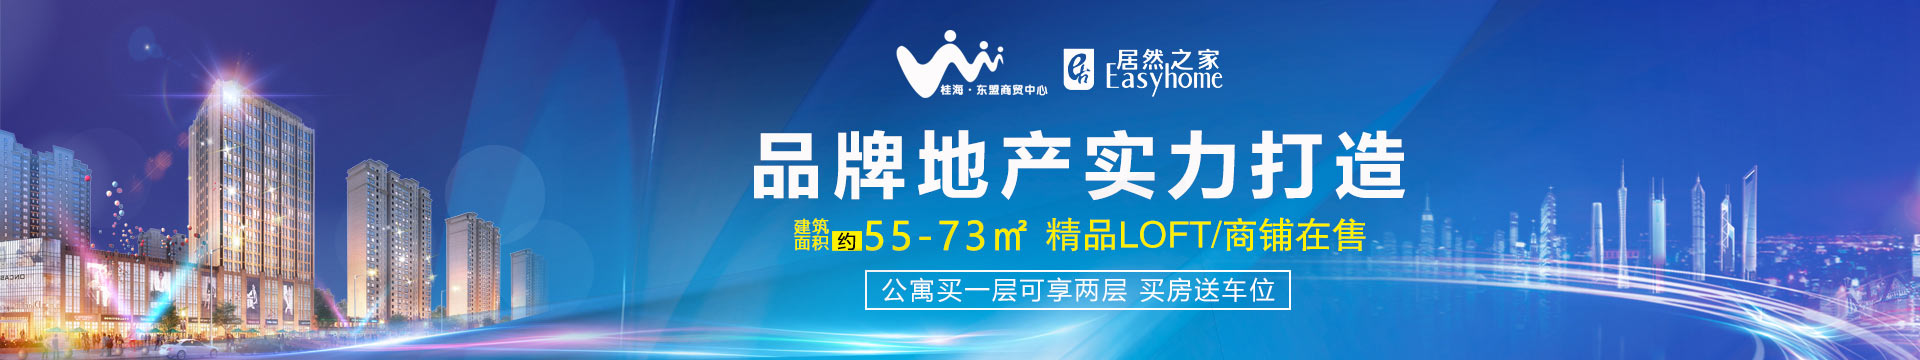 桂海·东盟商贸中心
居然之家
Easyhome
品牌地产实力打造
建筑面积约55-73㎡ 精品LOFT/商铺在售
公寓买一层可享两层 买房送车位